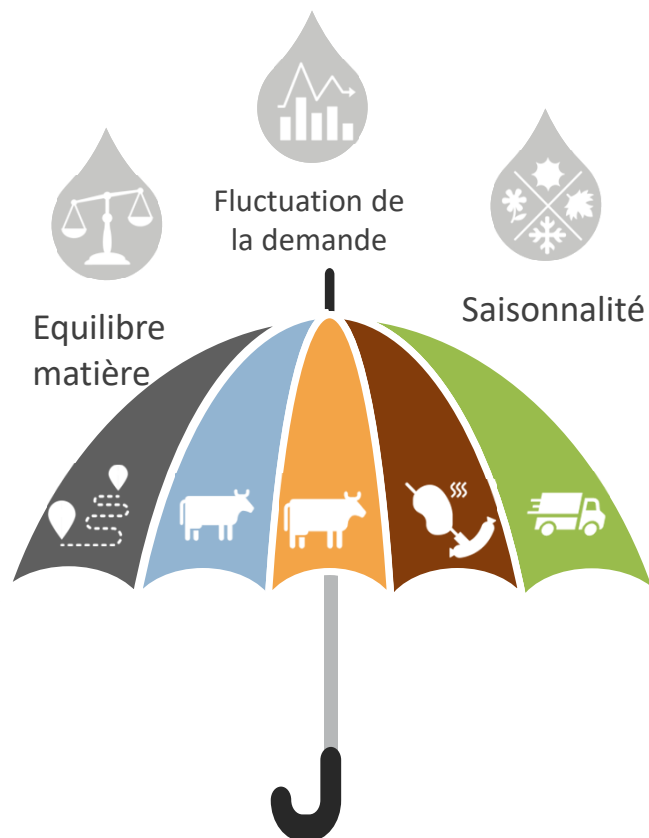 Fluctuation de
la demande
Saisonnalité
Equilibre
matière